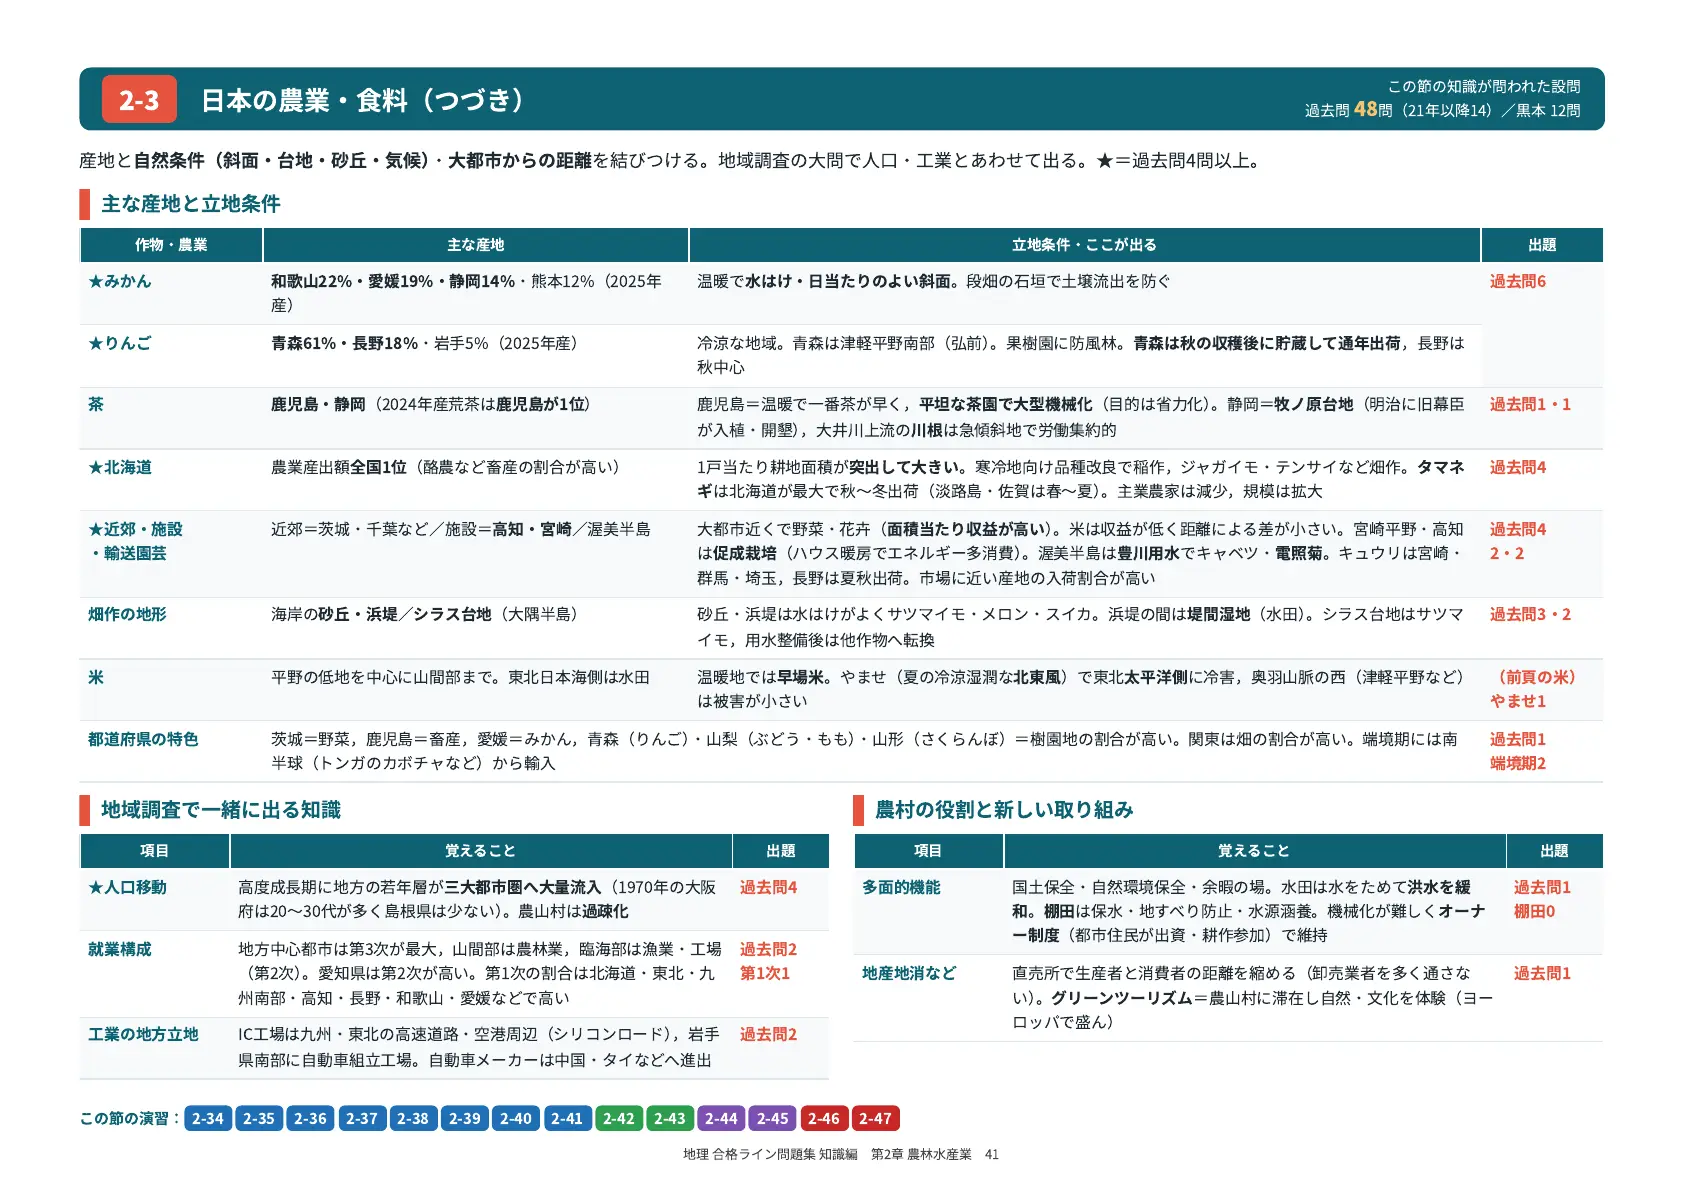 2-3 日本の農業・食料（つづき）
この節の知識が問われた設問
過去問 48問（21年以降14）／黒本 12問
産地と自然条件（斜面・台地・砂丘・気候）・大都市からの距離を結びつける。地域調査の大問で人口・工業とあわせて出る。★＝過去問4問以上。
主な産地と立地条件
作物・農業 主な産地 立地条件・ここが出る 出題
★みかん 和歌山22%・愛媛19%・静岡14%・熊本12%（2025年産） 温暖で水はけ・日当たりのよい斜面。段畑の石垣で土壌流出を防ぐ 過去問6
★りんご 青森61%・長野18%・岩手5%（2025年産） 冷涼な地域。青森は津軽平野南部（弘前）。果樹園に防風林。青森は秋の収穫後に貯蔵して通年出荷，長野は
秋中心
茶 鹿児島・静岡（2024年産荒茶は鹿児島が1位） 鹿児島＝温暖で一番茶が早く，平坦な茶園で大型機械化（目的は省力化）。静岡＝牧ノ原台地（明治に旧幕臣 過去問1・1
が入植・開墾），大井川上流の川根は急傾斜地で労働集約的
★北海道 農業産出額全国1位（酪農など畜産の割合が高い） 1戸当たり耕地面積が突出して大きい。寒冷地向け品種改良で稲作，ジャガイモ・テンサイなど畑作。タマネ 過去問4
ギは北海道が最大で秋〜冬出荷（淡路島・佐賀は春〜夏）。主業農家は減少，規模は拡大
★近郊・施設 近郊＝茨城・千葉など／施設＝高知・宮崎／渥美半島 大都市近くで野菜・花卉（面積当たり収益が高い）。米は収益が低く距離による差が小さい。宮崎平野・高知 過去問4
・輸送園芸 は促成栽培（ハウス暖房でエネルギー多消費）。渥美半島は豊川用水でキャベツ・電照菊。キュウリは宮崎・ 2・2
群馬・埼玉，長野は夏秋出荷。市場に近い産地の入荷割合が高い
畑作の地形 海岸の砂丘・浜堤／シラス台地（大隅半島） 砂丘・浜堤は水はけがよくサツマイモ・メロン・スイカ。浜堤の間は堤間湿地（水田）。シラス台地はサツマ 過去問3・2
イモ，用水整備後は他作物へ転換
米 平野の低地を中心に山間部まで。東北日本海側は水田 温暖地では早場米。やませ（夏の冷涼湿潤な北東風）で東北太平洋側に冷害，奥羽山脈の西（津軽平野など） （前頁の米）
は被害が小さい やませ1
都道府県の特色 茨城＝野菜，鹿児島＝畜産，愛媛＝みかん，青森（りんご）・山梨（ぶどう・もも）・山形（さくらんぼ）＝樹園地の割合が高い。関東は畑の割合が高い。端境期には南 過去問1
半球（トンガのカボチャなど）から輸入 端境期2
地域調査で一緒に出る知識
項目 覚えること 出題
★人口移動 高度成長期に地方の若年層が三大都市圏へ大量流入（1970年の大阪 過去問4
府は20〜30代が多く島根県は少ない）。農山村は過疎化
就業構成 地方中心都市は第3次が最大，山間部は農林業，臨海部は漁業・工場 過去問2
（第2次）。愛知県は第2次が高い。第1次の割合は北海道・東北・九 第1次1
州南部・高知・長野・和歌山・愛媛などで高い
工業の地方立地 IC工場は九州・東北の高速道路・空港周辺（シリコンロード），岩手 過去問2
県南部に自動車組立工場。自動車メーカーは中国・タイなどへ進出
農村の役割と新しい取り組み
項目 覚えること 出題
多面的機能 国土保全・自然環境保全・余暇の場。水田は水をためて洪水を緩 過去問1
和。棚田は保水・地すべり防止・水源涵養。機械化が難しくオーナ 棚田0
ー制度（都市住民が出資・耕作参加）で維持
地産地消など 直売所で生産者と消費者の距離を縮める（卸売業者を多く通さな 過去問1
い）。グリーンツーリズム＝農山村に滞在し自然・文化を体験（ヨー
ロッパで盛ん）
この節の演習： 2-34 2-35 2-36 2-37 2-38 2-39 2-40 2-41 2-42 2-43 2-44 2-45 2-46 2-47
地理 合格ライン問題集 知識編 第2章 農林水産業 41